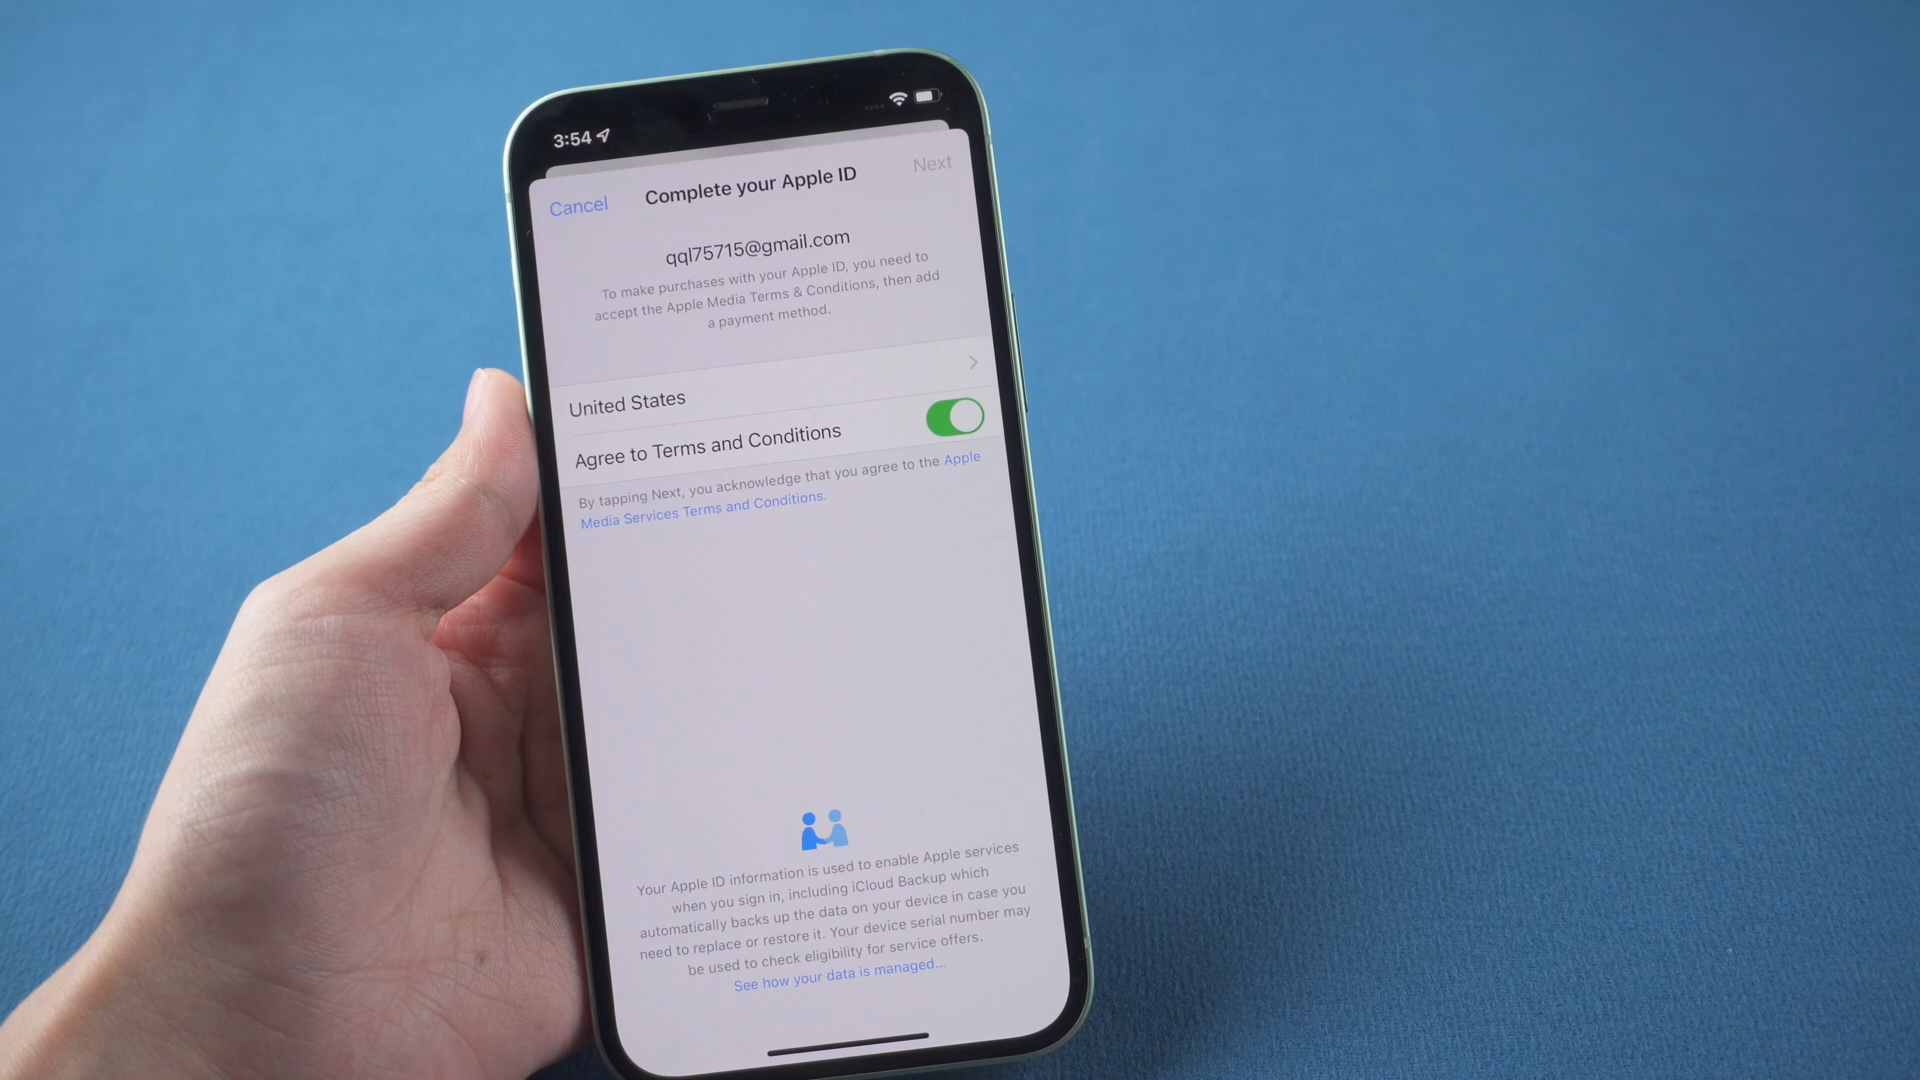 3:54
Cancel
Complete your Apple ID
Next
qql75715@gmail.com
To make purchases with your Apple ID, you need to
accept the Apple Media Terms & Conditions, then add
a payment method.
United States
Agree to Terms and Conditions
By tapping Next, you acknowledge that you agree to the Apple
Media Services Terms and Conditions.
Your Apple ID information is used to enable Apple services
when you sign in, including iCloud Backup which
automatically backs up the data on your device in case you
need to replace or restore it. Your device serial number may
be used to check eligibility for service offers.
See how your data is managed...